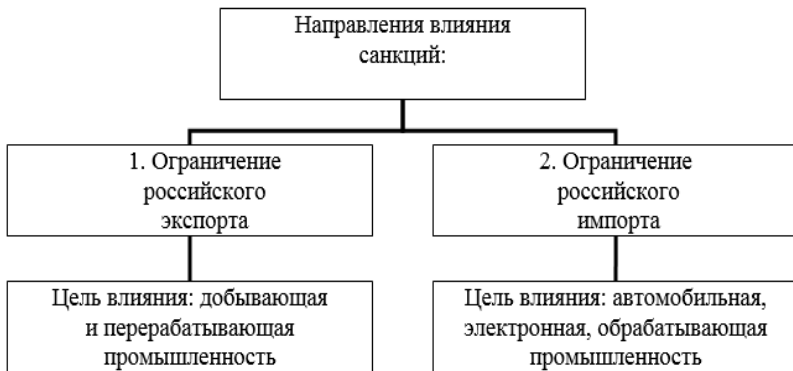 Направления влияния
санкций:
1. Ограничение
российского
экспорта
2. Ограничение
российского
импорта
Цель влияния: добывающая
и перерабатывающая
промышленность
Цель влияния: автомобильная,
электронная, обрабатывающая
промышленность